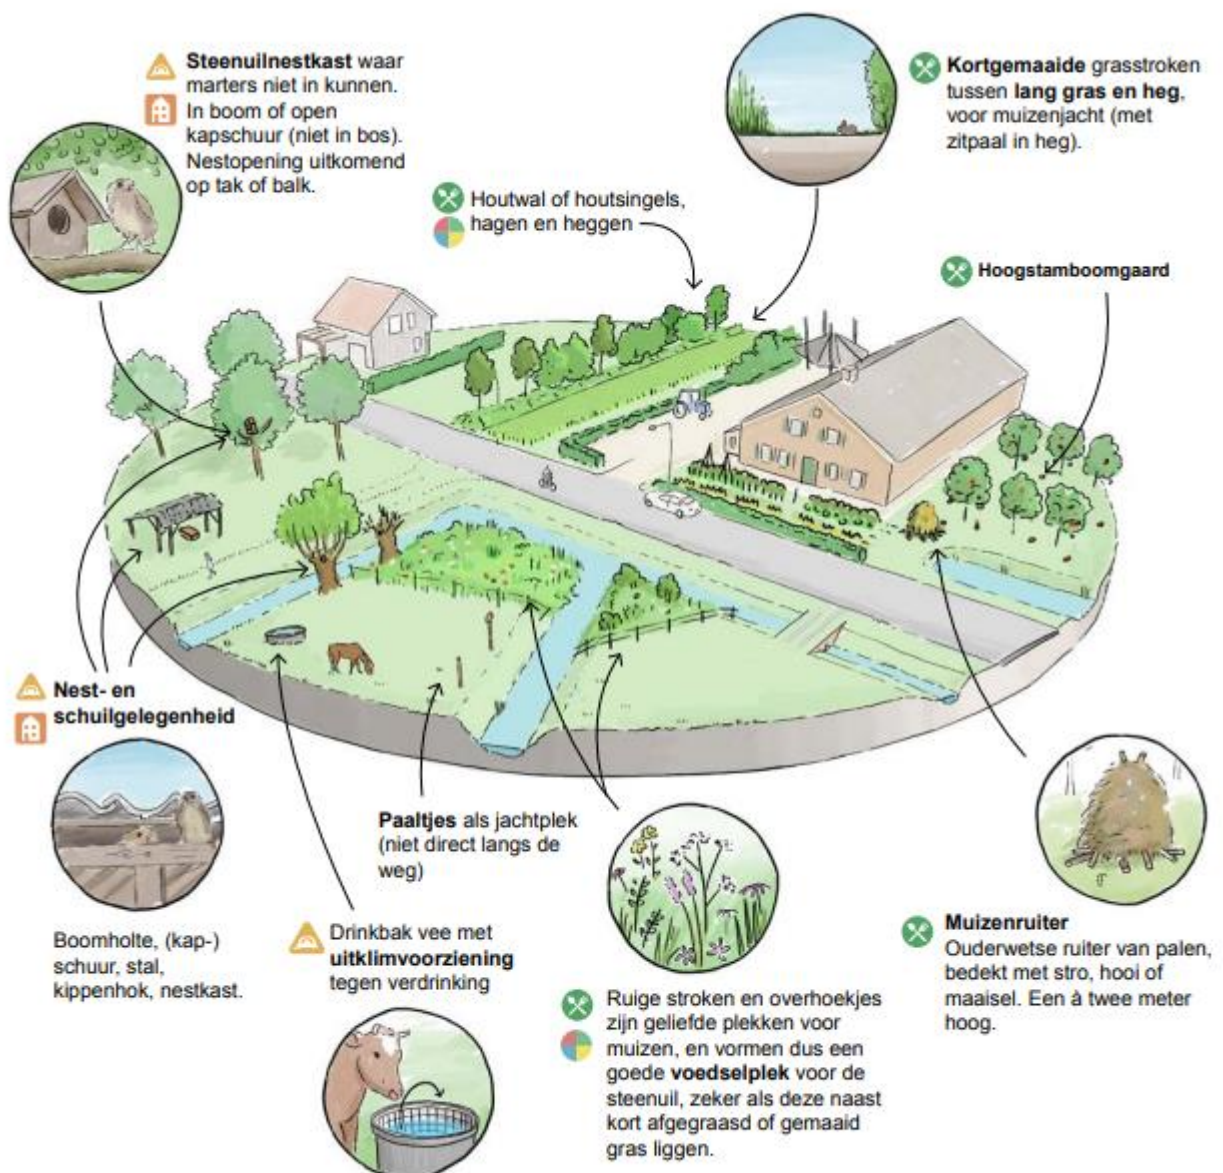 Steenuilnestkast waar
marters niet in kunnen.
In boom of open
kapschuur (niet in bos).
Nestopening uitkomend
op tak of balk.
Kortgemaaide grasstroken
tussen lang gras en heg,
voor muizenjacht (met
zitpaal in heg).
Houtwal of houtsingels,
hagen en heggen
Hoogstamboomgaard
Nest- en
schuilgelegenheid
Boomholte, (kap-)
schuur, stal,
kippenhok, nestkast.
Paaltjes als jachtplek
(niet direct langs de
weg)
Drinkbak vee met
uitklimvoorziening
tegen verdrinking
Ruige stroken en overhoekjes
zijn geliefde plekken voor
muizen, en vormen dus een
goede voedselplek voor de
steenuil, zeker als deze naast
kort afgegraasd of gemaaid
gras liggen.
Muizenruiter
Ouderwetse ruiter van palen,
bedekt met stro, hooi of
maaisel. Een à twee meter
hoog.